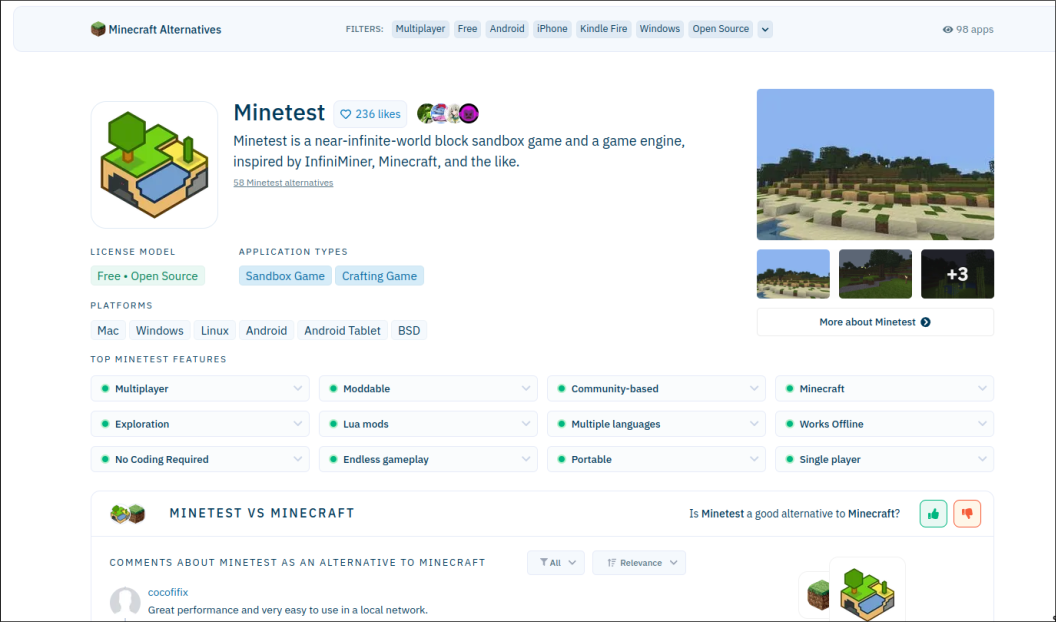 Minecraft Alternatives
FILTERS: Multiplayer Free Android iPhone Kindle Fire Windows Open Source
98 apps
Minetest
236 likes
Minetest is a near-infinite-world block sandbox game and a game engine,
inspired by InfiniMiner, Minecraft, and the like.
58 Minetest alternatives
LICENSE MODEL
Free • Open Source
APPLICATION TYPES
Sandbox Game Crafting Game
PLATFORMS
Mac Windows Linux Android Android Tablet BSD
+3
More about Minetest
TOP MINETEST FEATURES
Multiplayer Moddable Community-based Minecraft
Exploration Lua mods Multiple languages Works Offline
No Coding Required Endless gameplay Portable Single player
MINETEST VS MINECRAFT
Is Minetest a good alternative to Minecraft?
COMMENTS ABOUT MINETEST AS AN ALTERNATIVE TO MINECRAFT
All Relevance
cocofifix
Great performance and very easy to use in a local network.